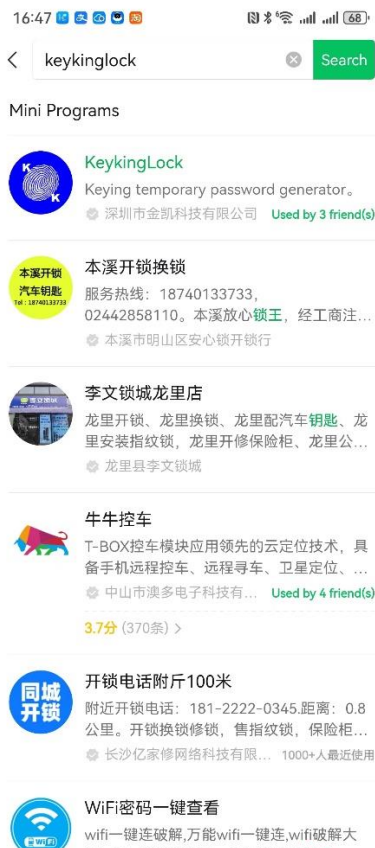 16:47
68
keykinglock
Search
Mini Programs
K
K
KeykingLock
Keying temporary password generator。
深圳市金凯科技有限公司 Used by 3 friend(s)
本溪开锁
汽车钥匙
Tel：18740133733
本溪开锁换锁
服务热线：18740133733，
02442858110。本溪放心锁王，经工商注...
本溪市明山区安心锁开锁行
李文锁城龙里店
龙里开锁、龙里换锁、龙里配汽车钥匙、龙
里安装指纹锁，龙里开修保险柜、龙里公...
龙里县李文锁城
牛牛控车
T-BOX控车模块应用领先的云定位技术，具
备手机远程控车、远程寻车、卫星定位、...
中山市澳多电子科技有... Used by 4 friend(s)
3.7分 (370条)
同城
开锁
开锁电话附斤100米
附近开锁电话：181-2222-0345.距离：0.8
公里。开锁换锁修锁，售指纹锁，保险柜...
长沙亿家修网络科技有限... 1000+人最近使用
WiFi
WiFi密码一键查看
wifi一键连破解,万能wifi一键连,wifi破解大